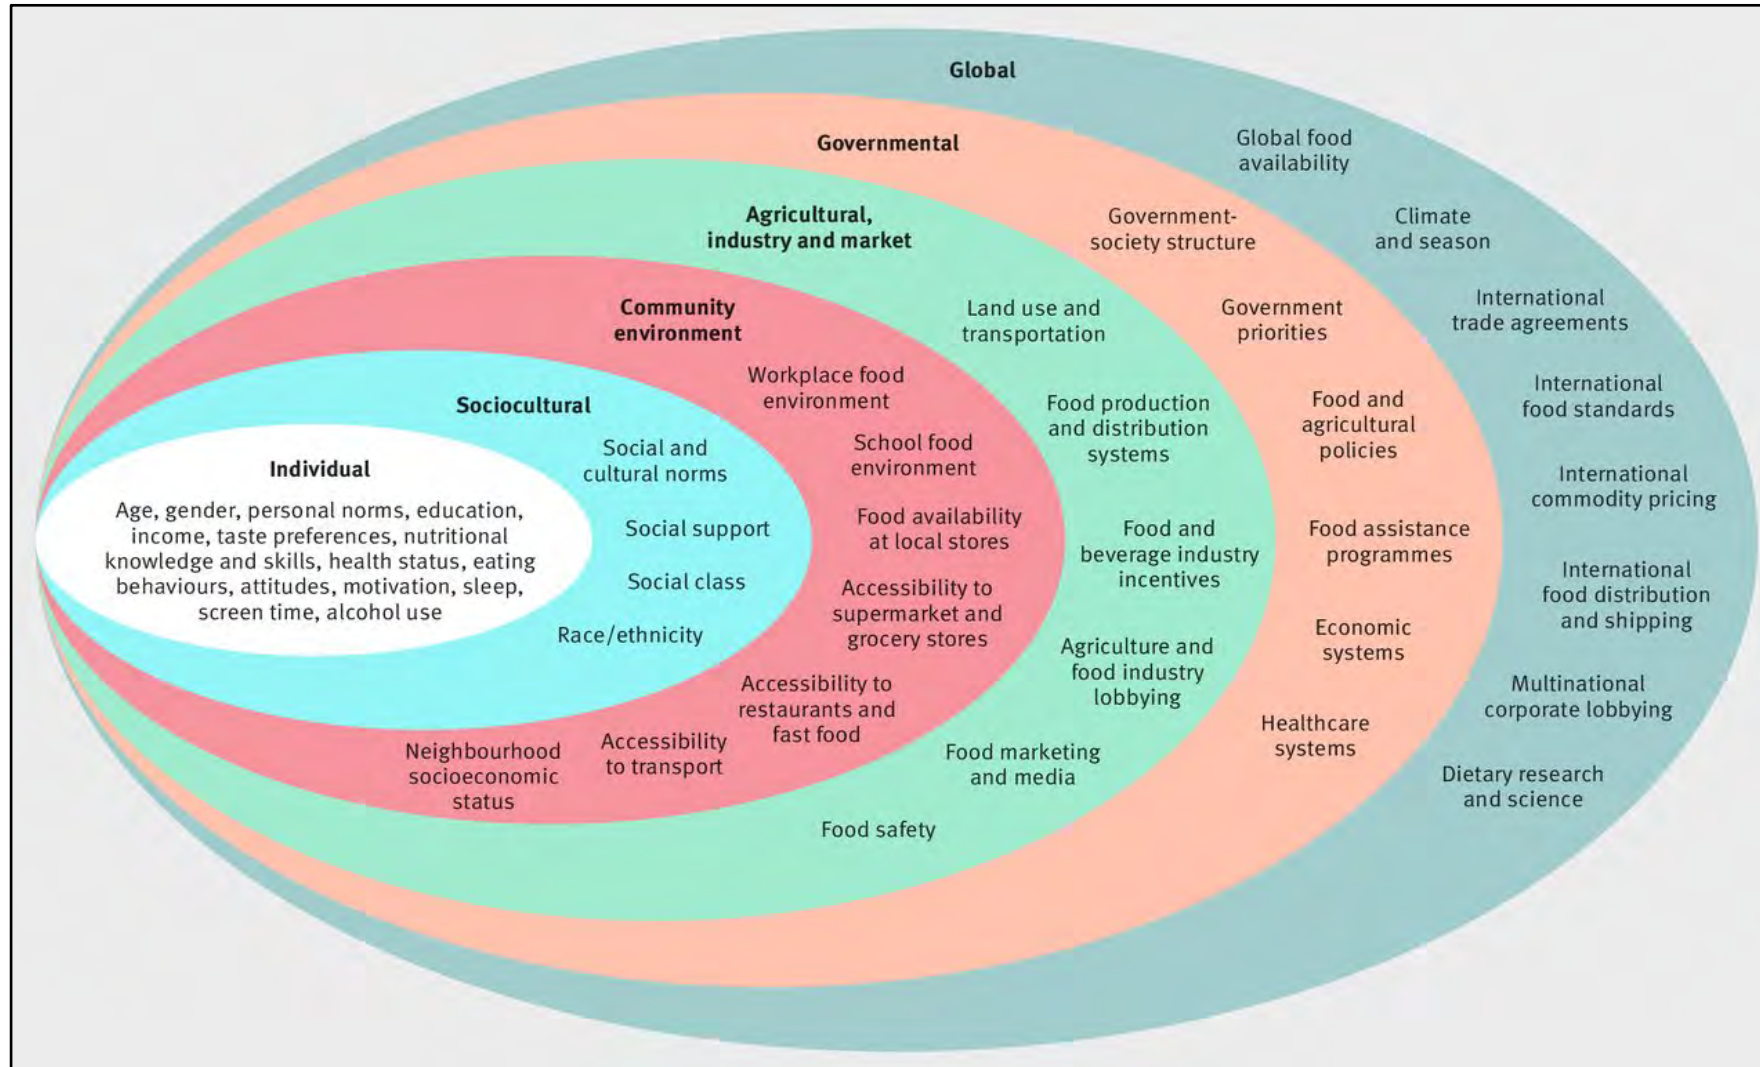 Global
Global food
availability
Climate
and season
International
trade agreements
International
food standards
International
commodity pricing
International
food distribution
and shipping
Multinational
corporate lobbying
Dietary research
and science
Governmental
Government-
society structure
Government
priorities
Food and
agricultural
policies
Food assistance
programmes
Economic
systems
Healthcare
systems
Agricultural,
industry and market
Land use and
transportation
Food production
and distribution
systems
Food and
beverage industry
incentives
Agriculture and
food industry
lobbying
Food marketing
and media
Food safety
Community
environment
Workplace food
environment
School food
environment
Food availability
at local stores
Accessibility to
supermarket and
grocery stores
Accessibility to
restaurants and
fast food
Accessibility
to transport
Neighbourhood
socioeconomic
status
Sociocultural
Social and
cultural norms
Social support
Social class
Race/ethnicity
Individual
Age, gender, personal norms, education,
income, taste preferences, nutritional
knowledge and skills, health status, eating
behaviours, attitudes, motivation, sleep,
screen time, alcohol use